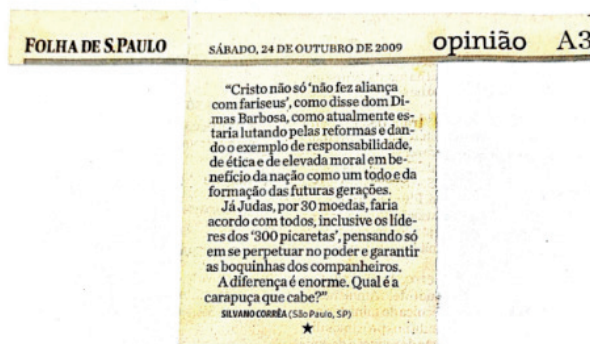 FOLHA DE S.PAULO SÁBADO, 24 DE OUTUBRO DE 2009 opinião A3
"Cristo não só 'não fez aliança
com fariseus', como disse dom Di-
mas Barbosa, como atualmente es-
taria lutando pelas reformas e dan-
do o exemplo de responsabilidade,
de ética e de elevada moral em be-
nefício da nação como um todo e da
formação das futuras gerações.
Já Judas, por 30 moedas, faria
acordo com todos, inclusive os líde-
res dos '300 picaretas', pensando só
em se perpetuar no poder e garantir
as boquinhas dos companheiros.
A diferença é enorme. Qual é a
carapuça que cabe?"
SILVANO CORRÊA (São Paulo, SP)